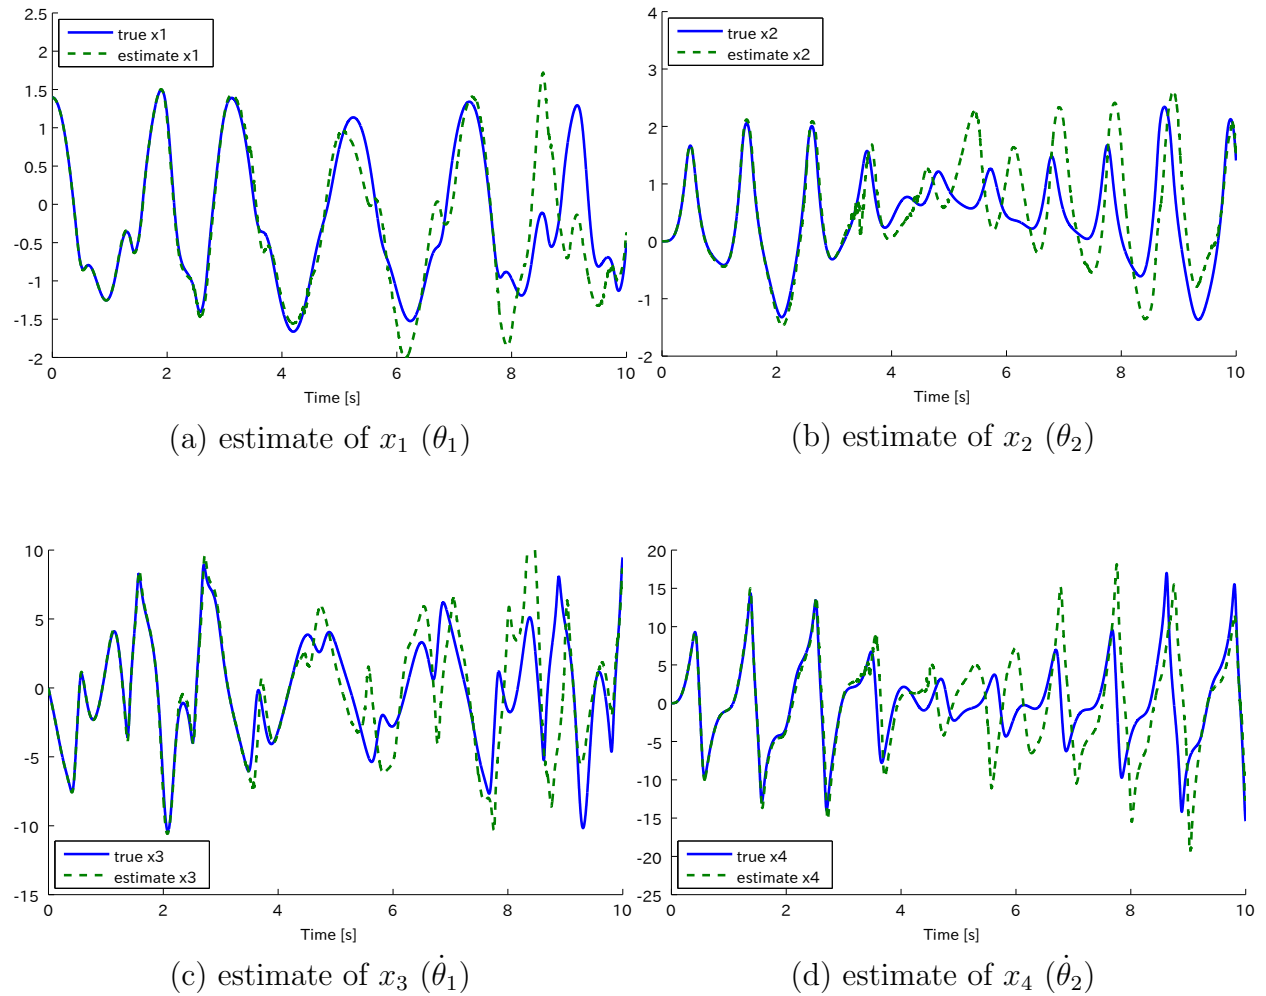 2.5
2
1.5
1
0.5
0
-0.5
-1
-1.5
-2
true x1
estimate x1
0 2 4 6 8 10
Time [s]
(a) estimate of x₁ (θ₁)
4
3
2
1
0
-1
-2
true x2
estimate x2
0 2 4 6 8 10
Time [s]
(b) estimate of x₂ (θ₂)
10
5
0
-5
-10
-15
true x3
estimate x3
0 2 4 6 8 10
Time [s]
(c) estimate of x₃ (θ̇₁)
20
15
10
5
0
-5
-10
-15
-20
-25
true x4
estimate x4
0 2 4 6 8 10
Time [s]
(d) estimate of x₄ (θ̇₂)